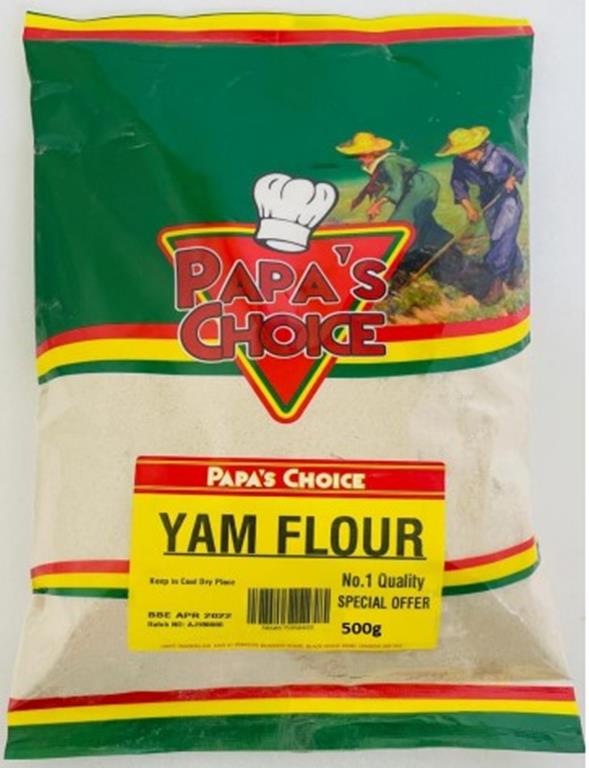 PAPA'S
CHOICE
PAPA'S CHOICE
YAM FLOUR
Keep in Cool Dry Place
No.1 Quality
SPECIAL OFFER
BBE APR 2022
500g